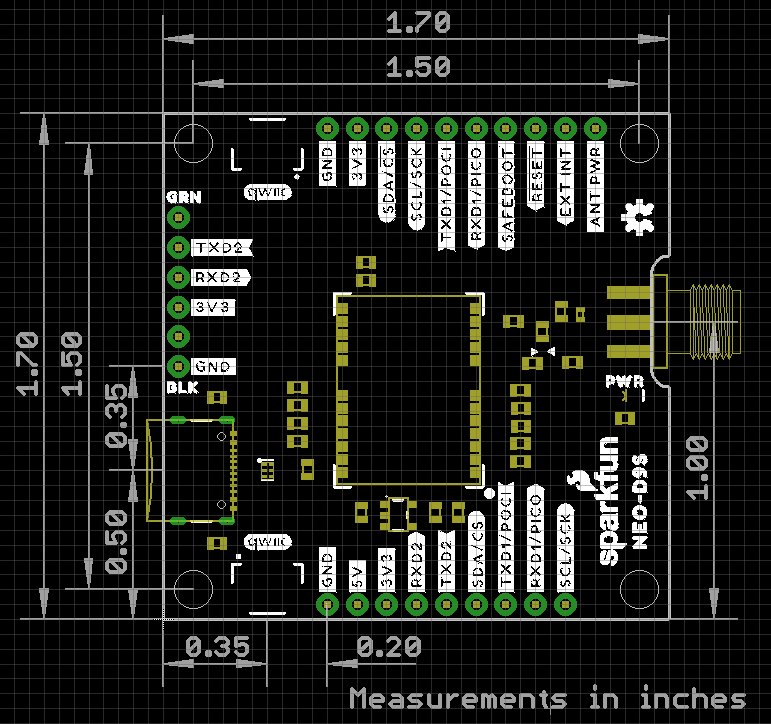 1.70
1.50
GND
3V3
SDA/CS
SCL/SCK
TXD1/POCI
RXD1/PICO
SAFEBOOT
RESET
EXT INT
ANT PWR
qwiic
GRN
TXD2
RXD2
3V3
GND
BLK
1.70
1.50
0.35
0.50
PWR
1.00
sparkfun
NEO-D9S
qwiic
GND
5V
3V3
RXD2
TXD2
SDA/CS
TXD1/POCI
RXD1/PICO
SCL/SCK
0.35
0.20
Measurements in inches